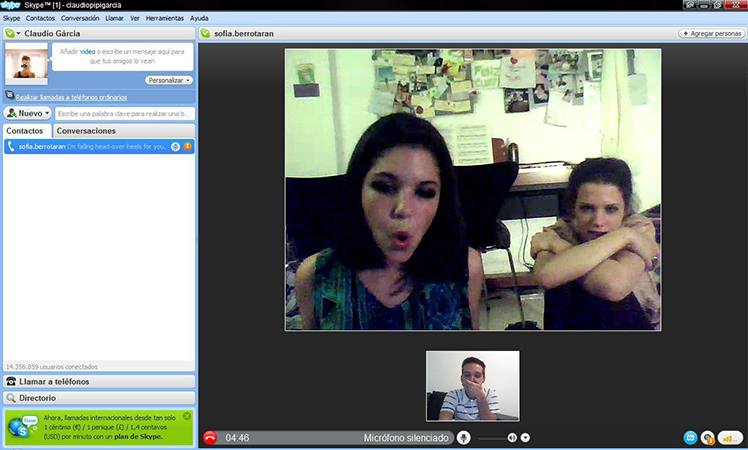 Skype™ [1] - claudiopipigarcia
Skype Contactos Conversación Llamar Ver Herramientas Ayuda
Claudio Gárcia
sofia.berrotaran
Agregar personas
Añadir vídeo o escribe un mensaje aquí para
que tus amigos lo vean
Personalizar
Realizar llamadas a teléfonos ordinarios
Nuevo
Escribe una palabra clave para realizar una b...
Contactos Conversaciones
sofia.berrotaran I'm falling head-over-heels for you. 1
14.356.859 usuarios conectados
Llamar a teléfonos
Directorio
Ahora, llamadas internacionales desde tan solo
1 céntimo (€) / 1 penique (£) / 1,4 centavos
(USD) por minuto con un plan de Skype.
04:46 Micrófono silenciado